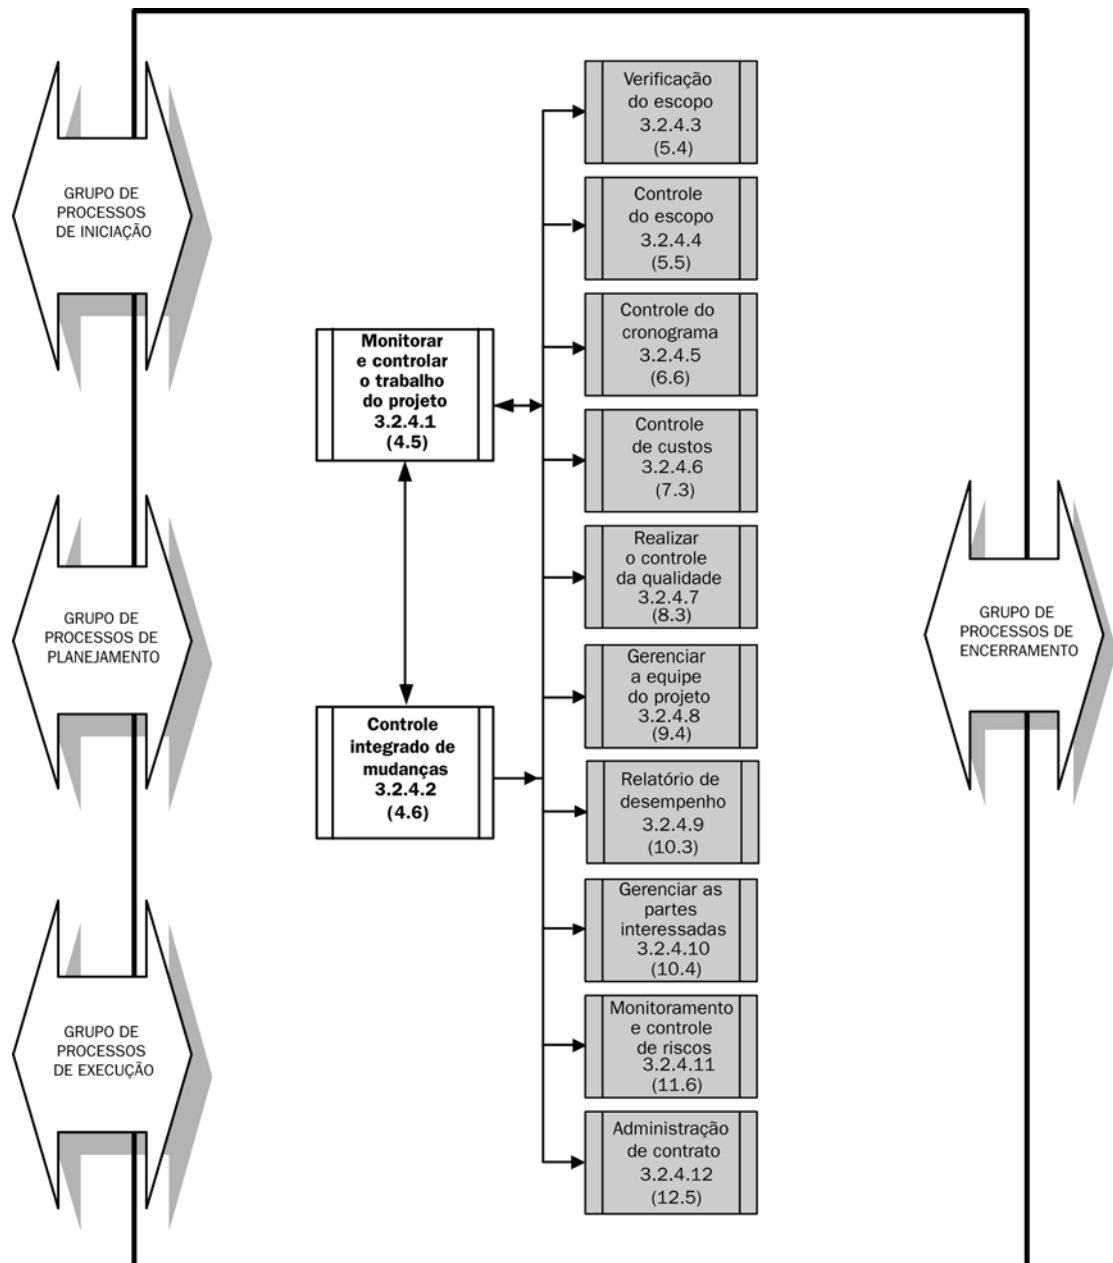 GRUPO DE
PROCESSOS
DE INICIAÇÃO
GRUPO DE
PROCESSOS DE
PLANEJAMENTO
GRUPO DE
PROCESSOS
DE EXECUÇÃO
Monitorar
e controlar
o trabalho
do projeto
3.2.4.1
(4.5)
Controle
integrado de
mudanças
3.2.4.2
(4.6)
Verificação
do escopo
3.2.4.3
(5.4)
Controle
do escopo
3.2.4.4
(5.5)
Controle do
cronograma
3.2.4.5
(6.6)
Controle
de custos
3.2.4.6
(7.3)
Realizar
o controle
da qualidade
3.2.4.7
(8.3)
Gerenciar
a equipe
do projeto
3.2.4.8
(9.4)
Relatório de
desempenho
3.2.4.9
(10.3)
Gerenciar as
partes
interessadas
3.2.4.10
(10.4)
Monitoramento
e controle
de riscos
3.2.4.11
(11.6)
Administração
de contrato
3.2.4.12
(12.5)
GRUPO DE
PROCESSOS DE
ENCERRAMENTO